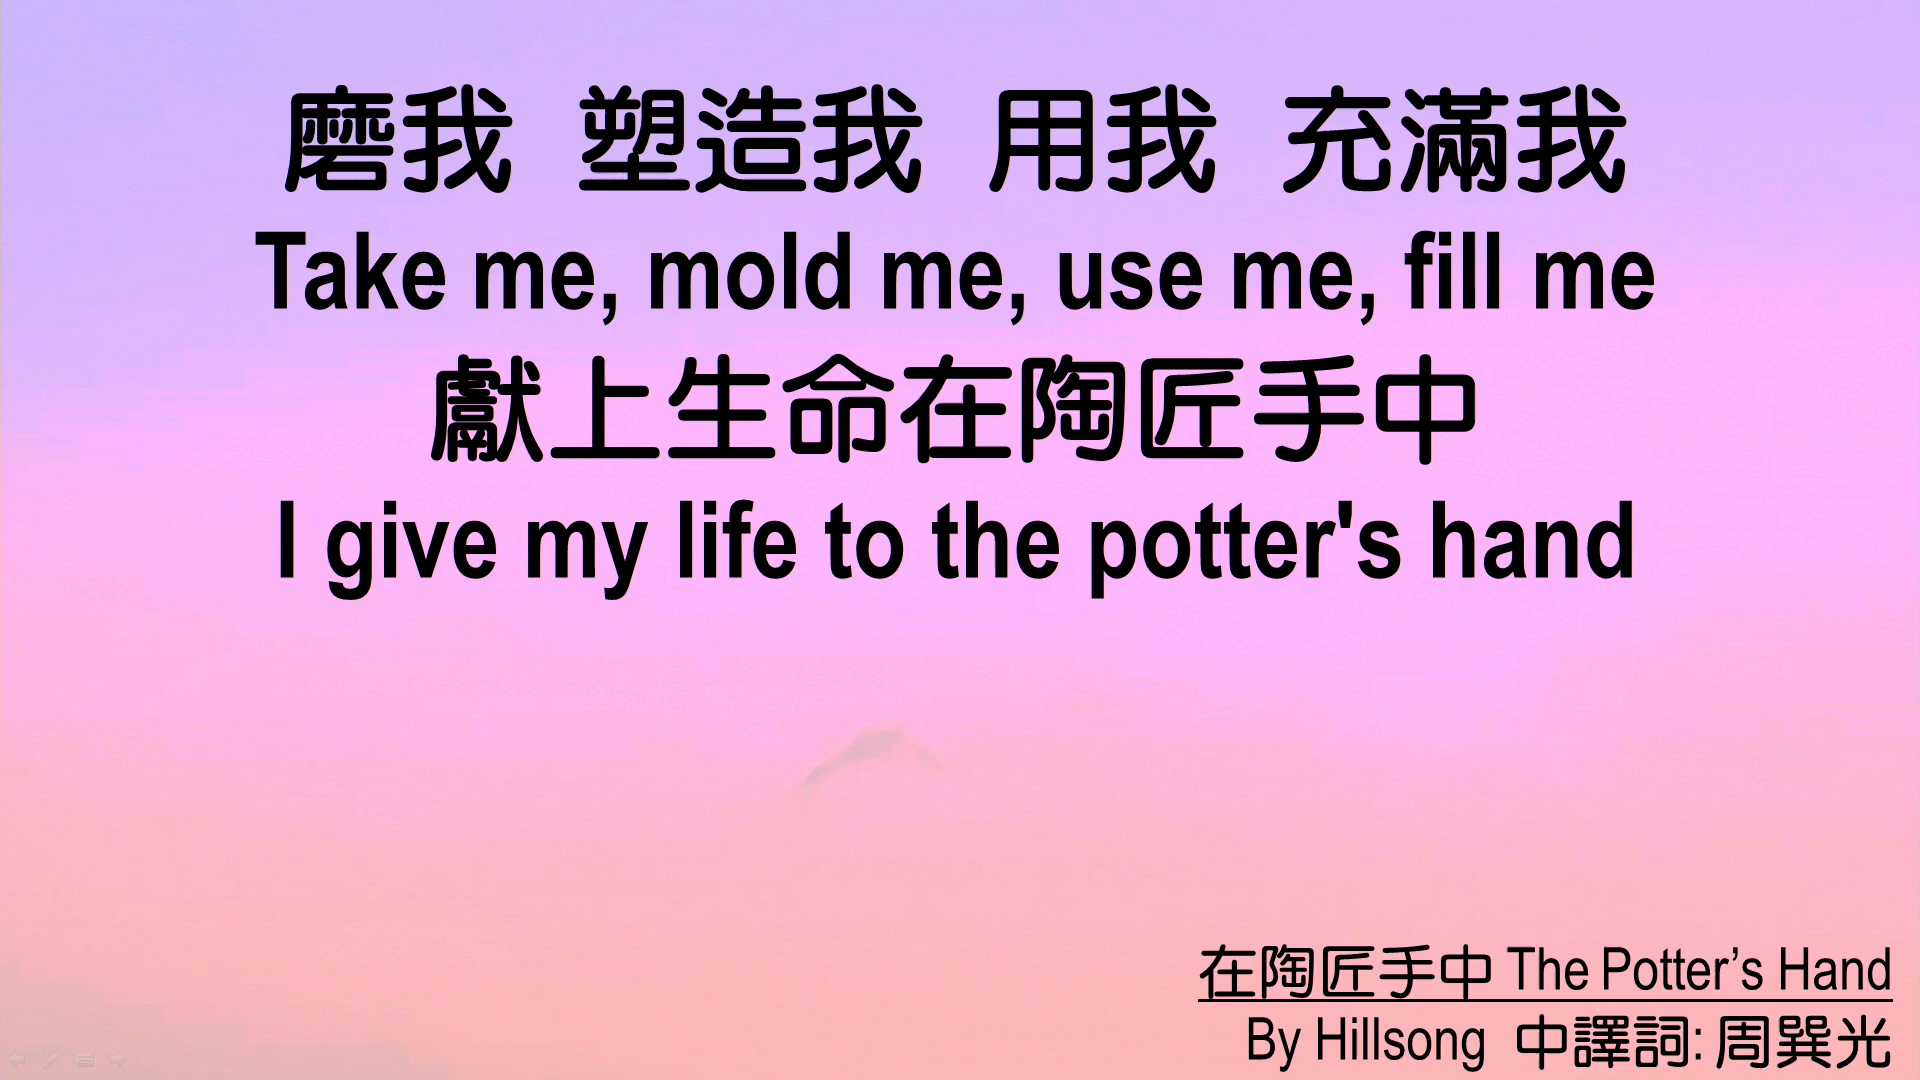 磨我 塑造我 用我 充滿我
Take me, mold me, use me, fill me
獻上生命在陶匠手中
I give my life to the potter's hand
在陶匠手中 The Potter’s Hand
By Hillsong 中譯詞: 周巽光